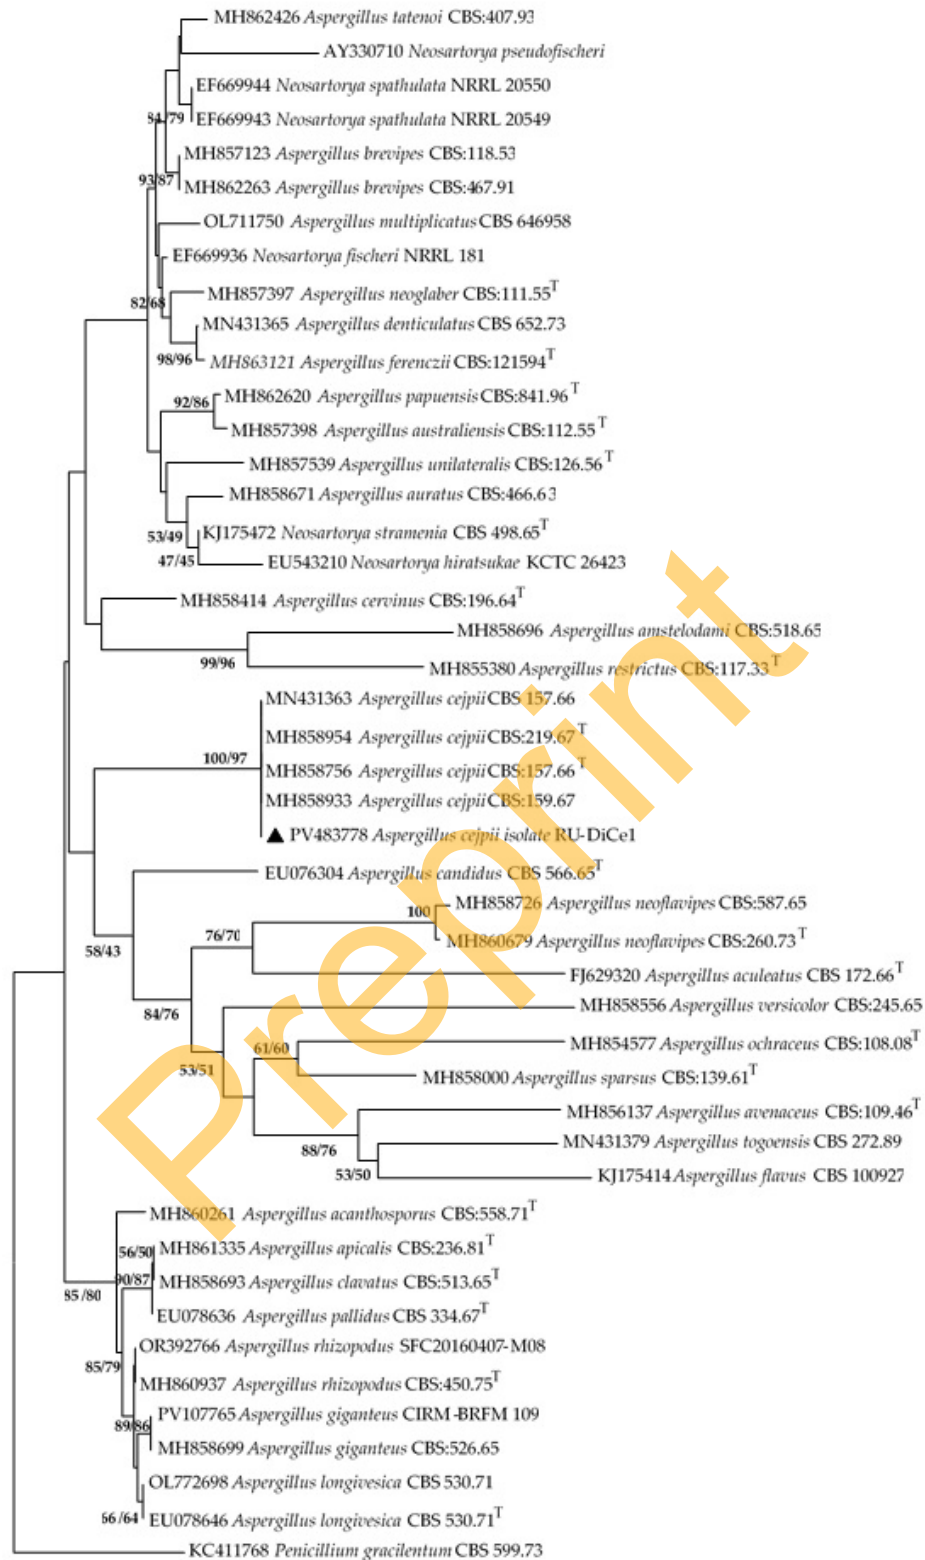 MH862426 Aspergillus tatenoi CBS:407.93
AY330710 Neosartorya pseudofischeri
EF669944 Neosartorya spathulata NRRL 20550
84/79
EF669943 Neosartorya spathulata NRRL 20549
MH857123 Aspergillus brevipes CBS:118.53
93/87
MH862263 Aspergillus brevipes CBS:467.91
OL711750 Aspergillus multiplicatus CBS 646958
EF669936 Neosartorya fischeri NRRL 181
MH857397 Aspergillus neoglaber CBS:111.55T
82/68
MN431365 Aspergillus denticulatus CBS 652.73
98/96
MH863121 Aspergillus ferenczii CBS:121594T
MH862620 Aspergillus papuensis CBS:841.96 T
92/86
MH857398 Aspergillus australiensis CBS:112.55 T
MH857539 Aspergillus unilateralis CBS:126.56 T
MH858671 Aspergillus auratus CBS:466.63
KJ175472 Neosartorya stramenia CBS 498.65T
53/49
47/45
EU543210 Neosartorya hiratsukae KCTC 26423
MH858414 Aspergillus cervinus CBS:196.64T
MH858696 Aspergillus amstelodami CBS:518.65
99/96
MH855380 Aspergillus restrictus CBS:117.33 T
MN431363 Aspergillus cejpii CBS 157.66
MH858954 Aspergillus cejpii CBS:219.67 T
100/97
MH858756 Aspergillus cejpii CBS:157.66 T
MH858933 Aspergillus cejpii CBS:159.67
▲ PV483778 Aspergillus cejpii isolate RU-DiCe1
EU076304 Aspergillus candidus CBS 566.65T
MH858726 Aspergillus neoflavipes CBS:587.65
100
76/70
MH860679 Aspergillus neoflavipes CBS:260.73 T
58/43
FJ629320 Aspergillus aculeatus CBS 172.66T
MH858556 Aspergillus versicolor CBS:245.65
84/76
MH854577 Aspergillus ochraceus CBS:108.08T
61/60
53/51
MH858000 Aspergillus sparsus CBS:139.61T
MH856137 Aspergillus avenaceus CBS:109.46T
MN431379 Aspergillus togoensis CBS 272.89
88/76
53/50
KJ175414 Aspergillus flavus CBS 100927
MH860261 Aspergillus acanthosporus CBS:558.71T
MH861335 Aspergillus apicalis CBS:236.81T
56/50
90/87
MH858693 Aspergillus clavatus CBS:513.65T
85 /80
EU078636 Aspergillus pallidus CBS 334.67T
OR392766 Aspergillus rhizopodus SFC20160407-M08
85/79
MH860937 Aspergillus rhizopodus CBS:450.75T
PV107765 Aspergillus giganteus CIRM-BRFM 109
89/86
MH858699 Aspergillus giganteus CBS:526.65
OL772698 Aspergillus longivesica CBS 530.71
66 /64
EU078646 Aspergillus longivesica CBS 530.71T
KC411768 Penicillium gracilentum CBS 599.73
Preprint